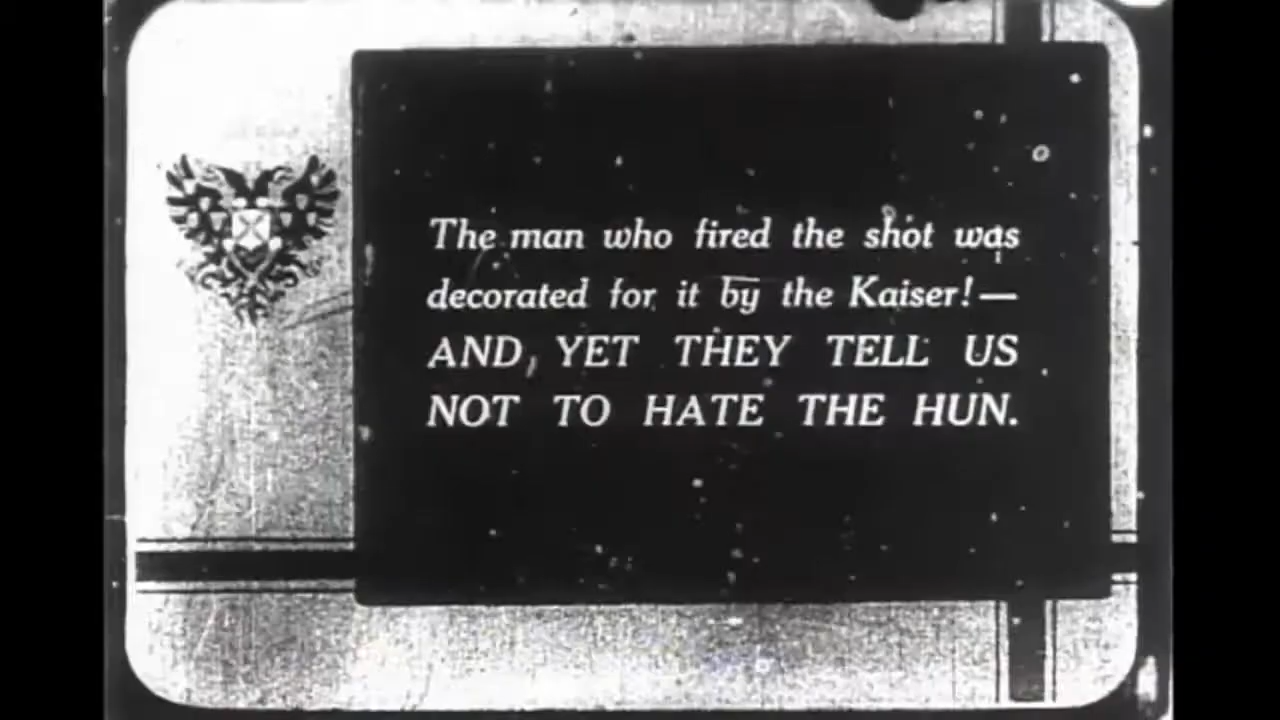 The man who fired the shot was
decorated for it by the Kaiser!—
AND YET THEY TELL US
NOT TO HATE THE HUN.